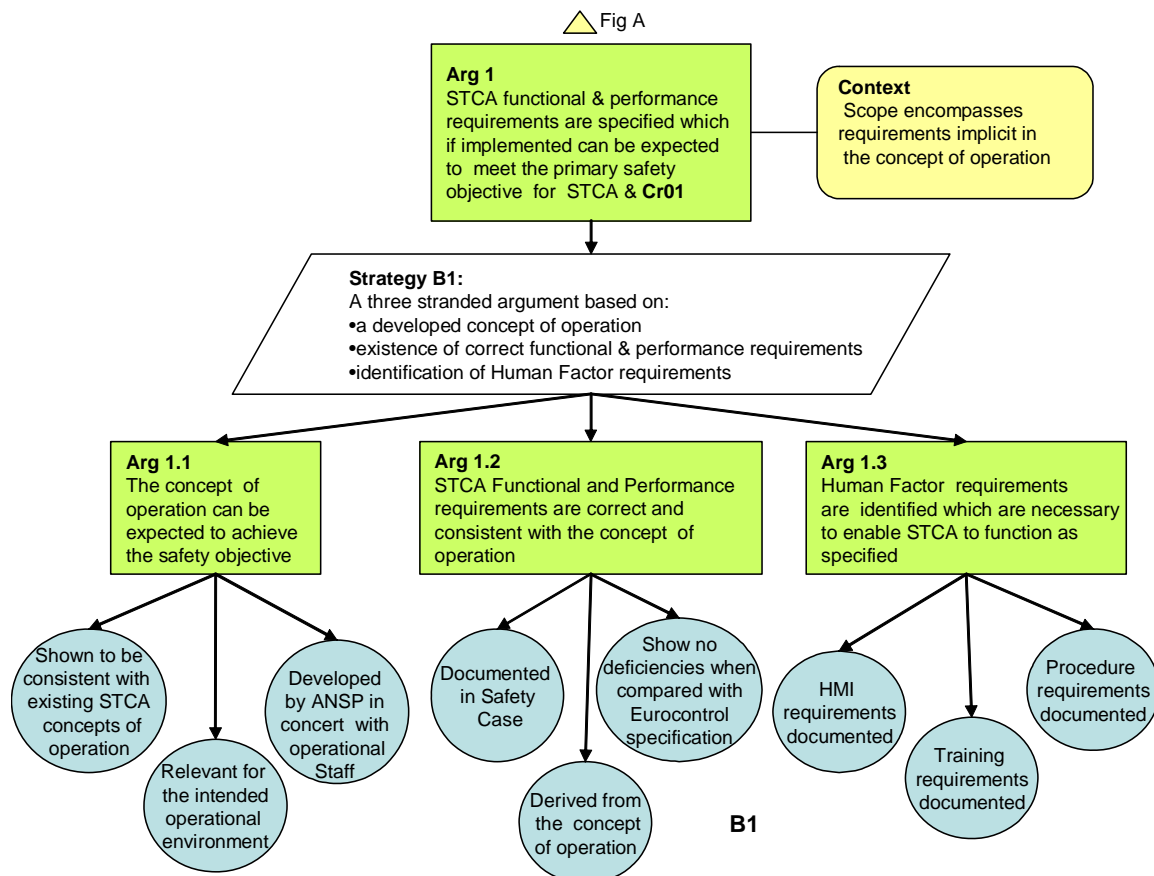 Fig A
Arg 1
STCA functional & performance
requirements are specified which
if implemented can be expected
to meet the primary safety
objective for STCA & Cr01
Context
Scope encompasses
requirements implicit in
the concept of operation
Strategy B1:
A three stranded argument based on:
•a developed concept of operation
•existence of correct functional & performance requirements
•identification of Human Factor requirements
Arg 1.1
The concept of
operation can be
expected to achieve
the safety objective
Arg 1.2
STCA Functional and Performance
requirements are correct and
consistent with the concept of
operation
Arg 1.3
Human Factor requirements
are identified which are necessary
to enable STCA to function as
specified
Shown to be
consistent with
existing STCA
concepts of
operation
Relevant for
the intended
operational
environment
Developed
by ANSP in
concert with
operational
Staff
Documented
in Safety
Case
Derived from
the concept
of operation
Show no
deficiencies when
compared with
Eurocontrol
specification
HMI
requirements
documented
Training
requirements
documented
Procedure
requirements
documented
B1